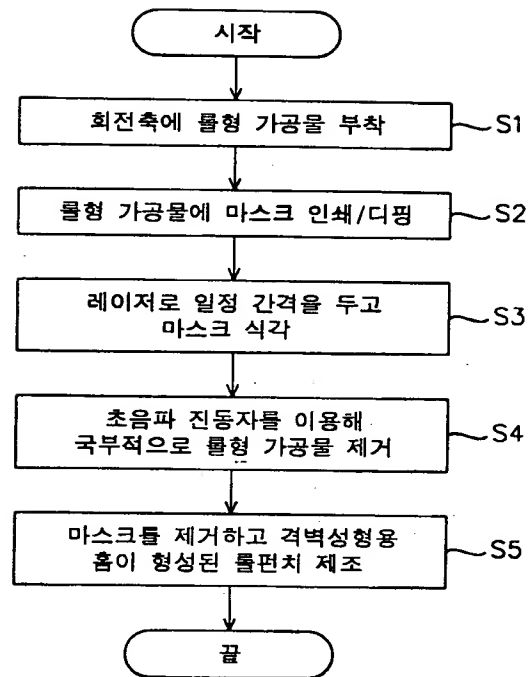 시작
회전축에 롤형 가공물 부착
S1
롤형 가공물에 마스크 인쇄/디핑
S2
레이저로 일정 간격을 두고
마스크 식각
S3
초음파 진동자를 이용해
국부적으로 롤형 가공물 제거
S4
마스크를 제거하고 격벽성형용
홈이 형성된 롤펀치 제조
S5
끝